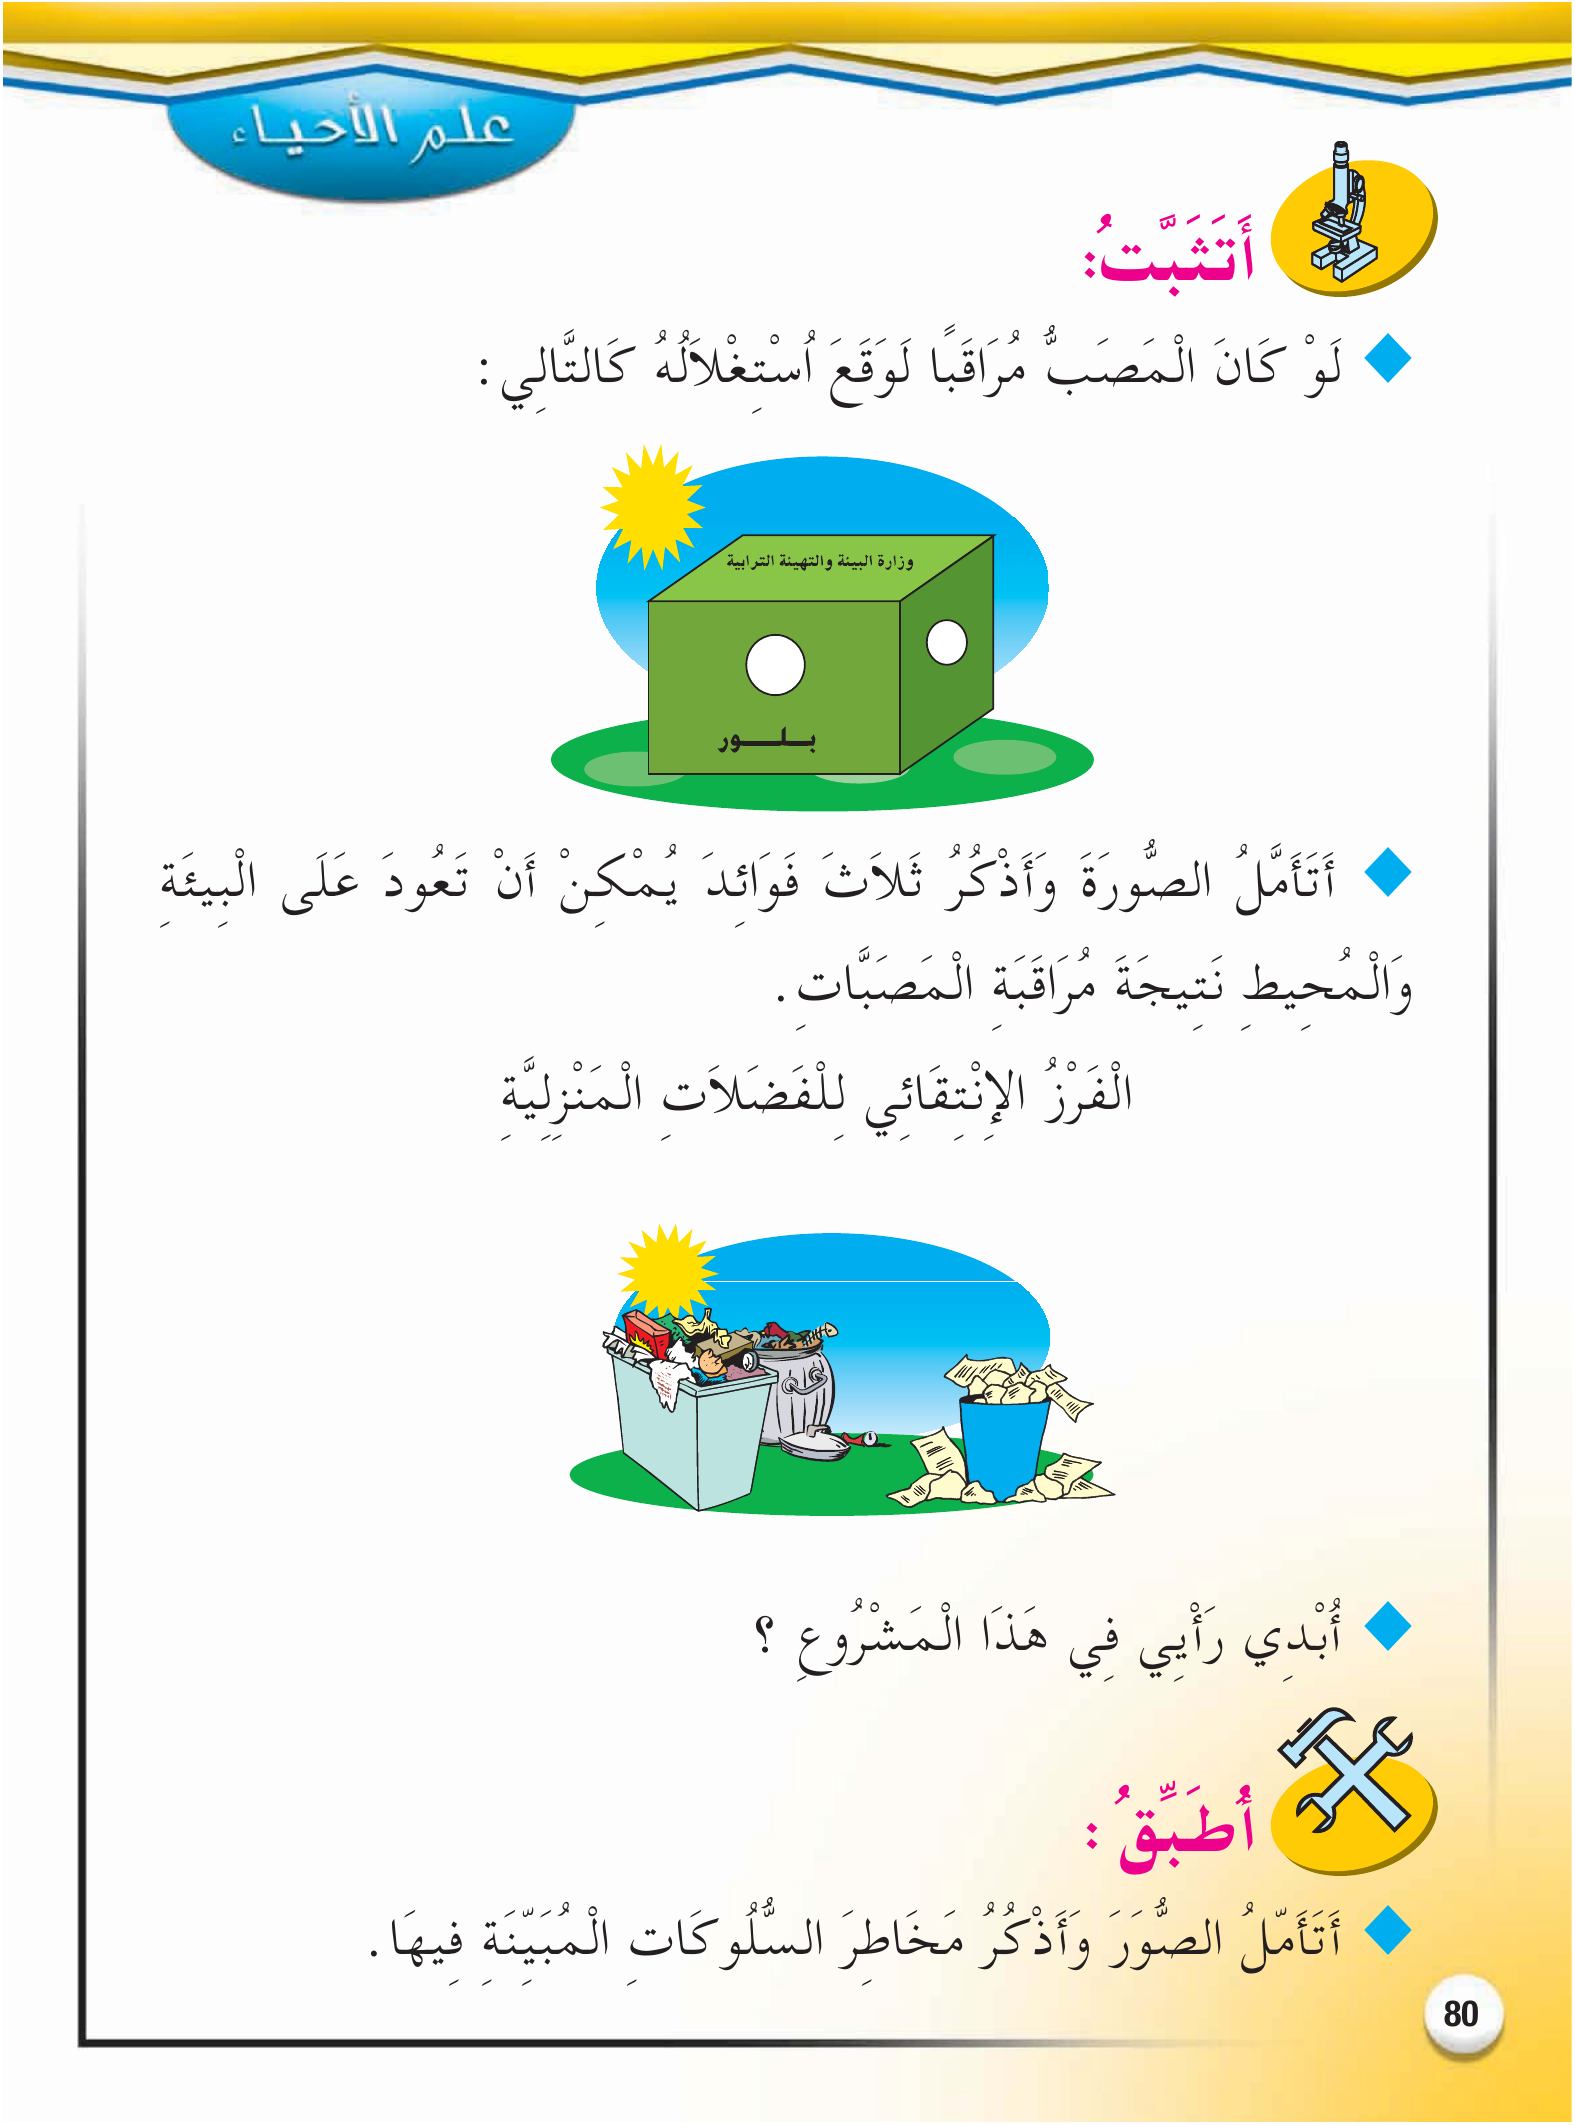 علم الأحياء
أَتَثَبَّتُ:
لَوْ كَانَ الْمَصَبُّ مُرَاقَبًا لَوَقَعَ اُسْتِغْلاَلُهُ كَالتَّالِي :
وزارة البيئة والتهيئة الترابية
بـلـــور
أَتَأَمَّلُ الصُّورَةَ وَأَذْكُرُ ثَلاَثَ فَوَائِدَ يُمْكِنْ أَنْ تَعُودَ عَلَى الْبِيئَةِ
وَالْمُحِيطِ نَتِيجَةَ مُرَاقَبَةِ الْمَصَبَّاتِ .
الْفَرْزُ الإِنْتِقَائِي لِلْفَضَلاَتِ الْمَنْزِلِيَّةِ
أُبْدِي رَأْيِي فِي هَذَا الْمَشْرُوعِ ؟
أُطَبِّقُ :
أَتَأَمّلُ الصُّوَرَ وَأَذْكُرُ مَخَاطِرَ السُّلُوكَاتِ الْمُبَيِّنَةِ فِيهَا .
80